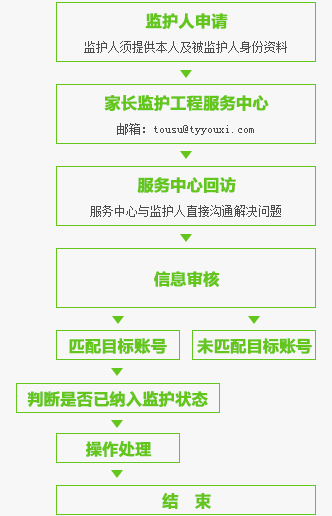 监护人申请
监护人须提供本人及被监护人身份资料
家长监护工程服务中心
邮箱：tousu@tyyouxi.com
服务中心回访
服务中心与监护人直接沟通解决问题
信息审核
匹配目标账号
未匹配目标账号
判断是否已纳入监护状态
操作处理
结 束